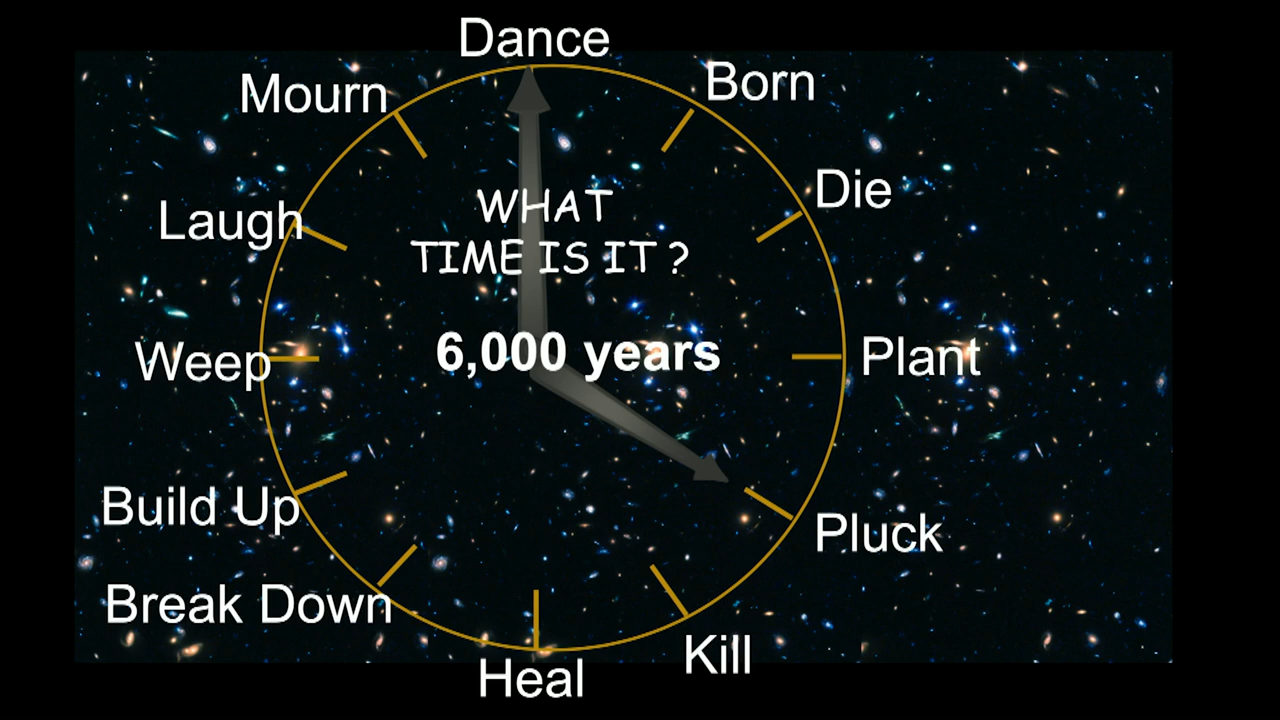 Dance
Mourn
Born
Die
WHAT
Laugh
TIME IS IT ?
6,000 years
Weep
Plant
Build Up
Pluck
Break Down
Kill
Heal